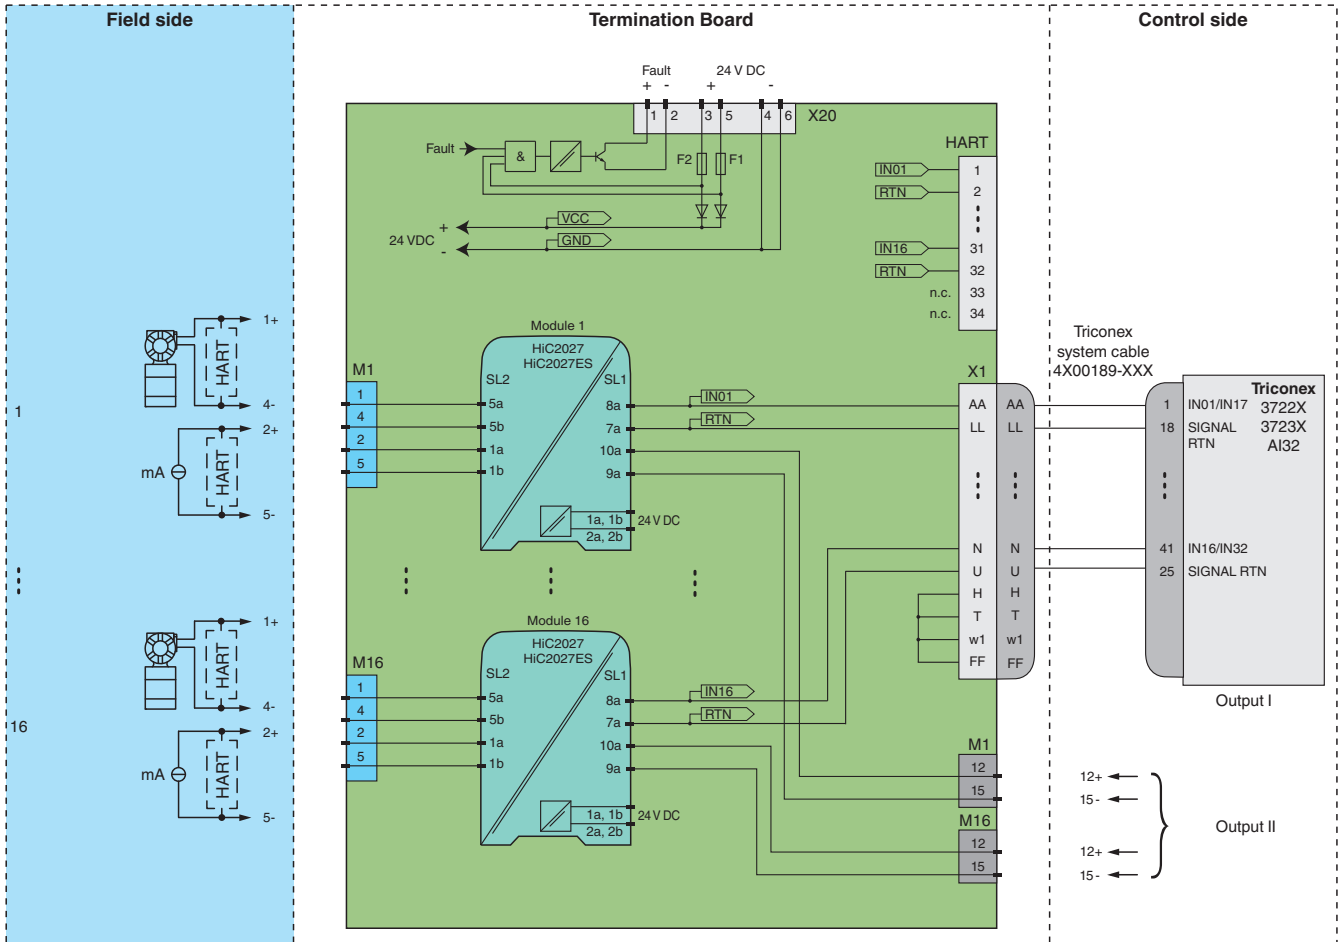 Field side
Termination Board
Control side
Fault
24 V DC
+ - + -
1 2 3 5 4 6
X20
Fault
&
F2
F1
VCC
GND
24 VDC
+
-
HART
IN01
1
RTN
2
IN16
31
RTN
32
n.c.
33
n.c.
34
1
HART
1+
4-
mA
HART
2+
5-
16
HART
1+
4-
mA
HART
2+
5-
M1
1
4
2
5
Module 1
HiC2027
HiC2027ES
SL2
SL1
5a
5b
1a
1b
8a
7a
10a
9a
1a, 1b
2a, 2b
24 V DC
IN01
RTN
M16
1
4
2
5
Module 16
HiC2027
HiC2027ES
SL2
SL1
5a
5b
1a
1b
8a
7a
10a
9a
1a, 1b
2a, 2b
24 V DC
IN16
RTN
X1
AA
LL
N
U
H
T
w1
FF
AA
LL
N
U
H
T
w1
FF
Triconex
system cable
4X00189-XXX
1
18
41
25
IN01/IN17
SIGNAL
RTN
IN16/IN32
SIGNAL RTN
Triconex
3722X
3723X
AI32
Output I
M1
12
15
M16
12
15
12+
15-
12+
15-
Output II